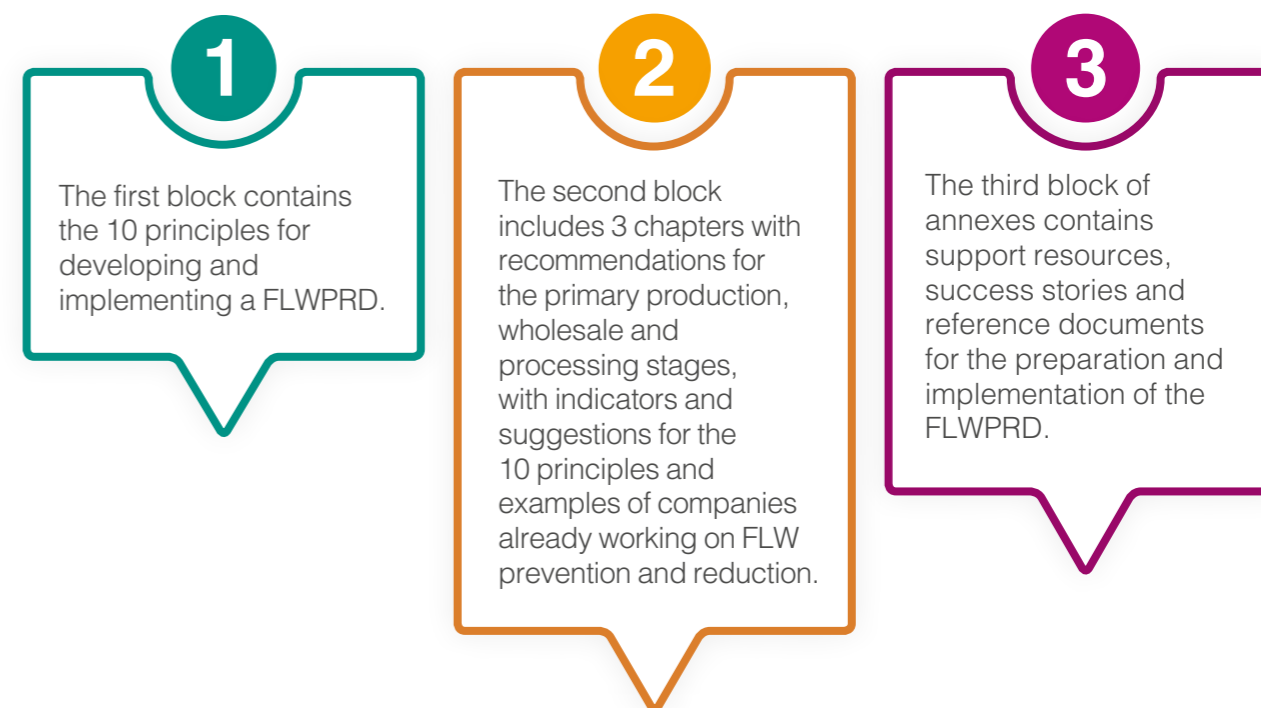 1
The first block contains
the 10 principles for
developing and
implementing a FLWPRD.
2
The second block
includes 3 chapters with
recommendations for
the primary production,
wholesale and
processing stages,
with indicators and
suggestions for the
10 principles and
examples of companies
already working on FLW
prevention and reduction.
3
The third block of
annexes contains
support resources,
success stories and
reference documents
for the preparation and
implementation of the
FLWPRD.